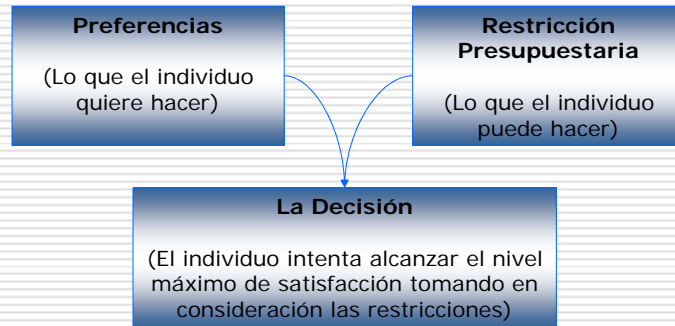 Preferencias
(Lo que el individuo
quiere hacer)
Restricción
Presupuestaria
(Lo que el individuo
puede hacer)
La Decisión
(El individuo intenta alcanzar el nivel
máximo de satisfacción tomando en
consideración las restricciones)